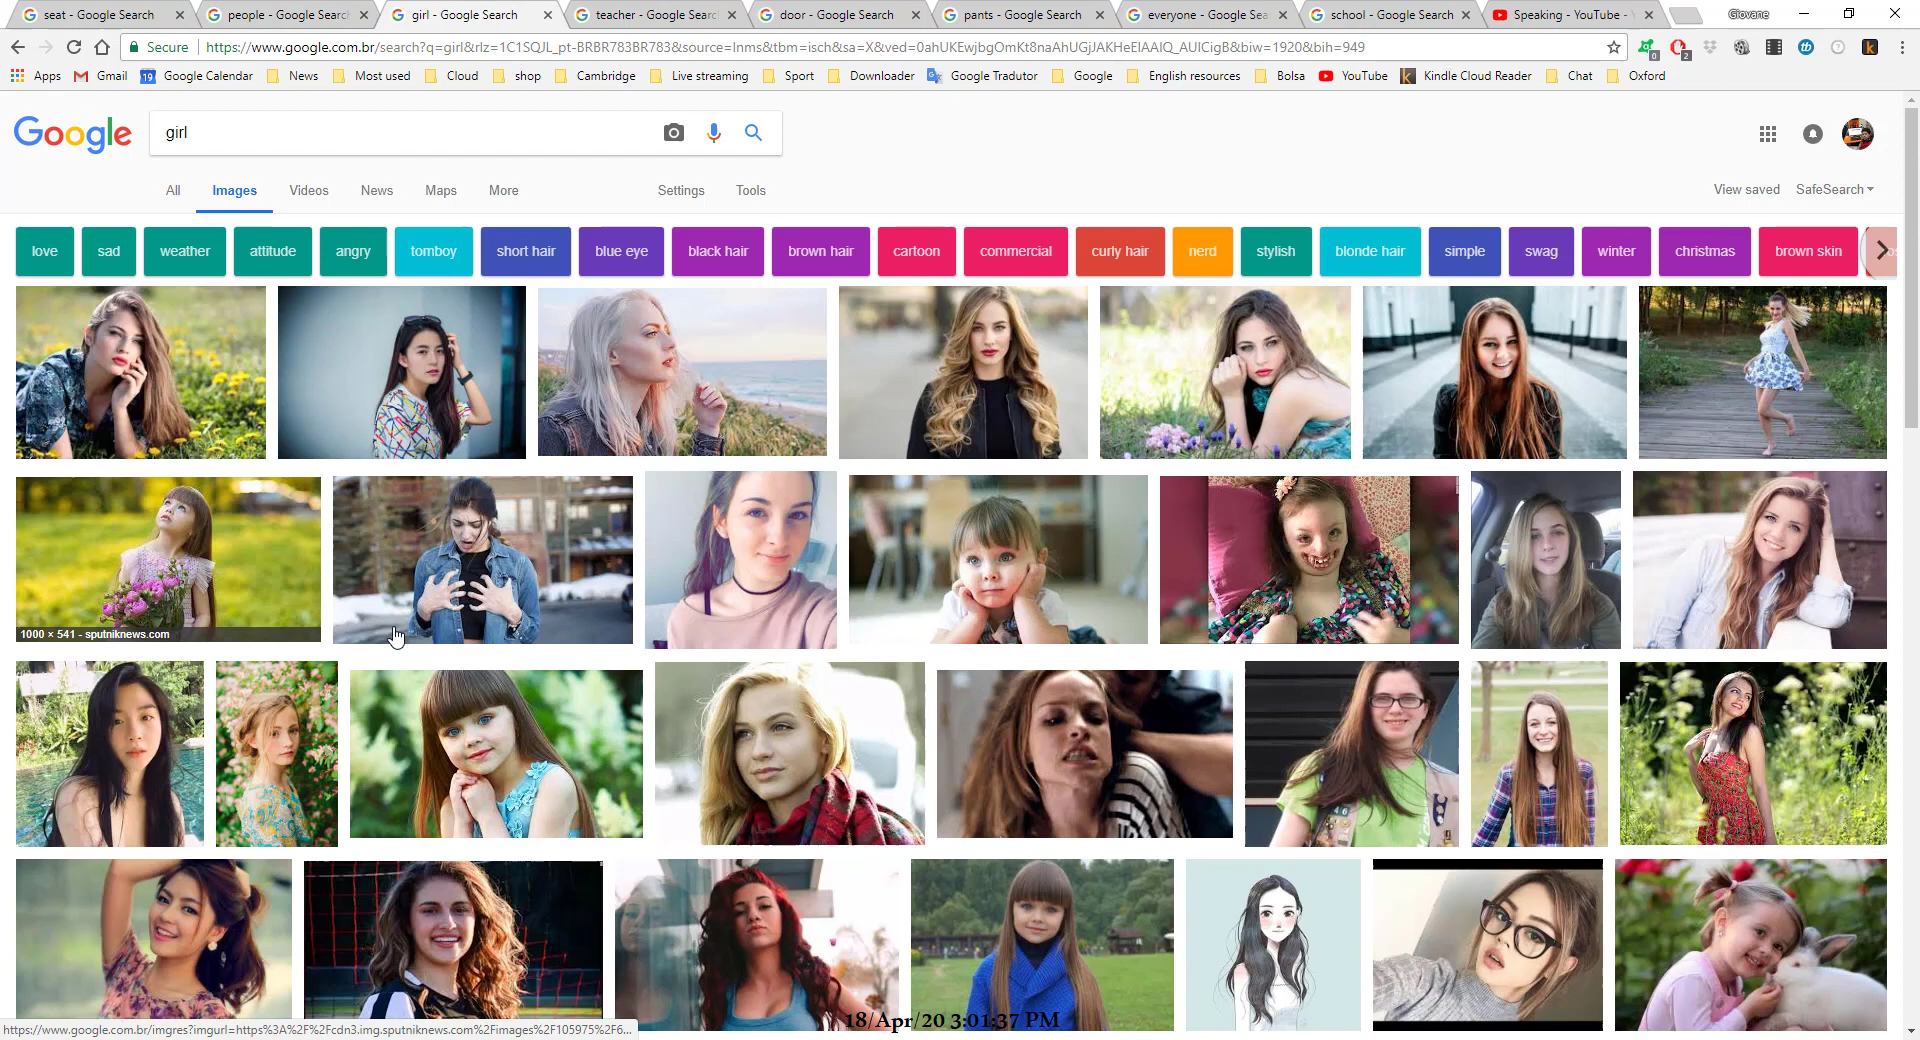 seat - Google Search
people - Google Search
girl - Google Search
teacher - Google Searc
door - Google Search
pants - Google Search
everyone - Google Sea
school - Google Search
Speaking - YouTube -
Giovane
Secure
https://www.google.com.br/search?q=girl&rlz=1C1SQJL_pt-BRBR783BR783&source=lnms&tbm=isch&sa=X&ved=0ahUKEwjbgOmKt8naAhUGjJAKHeEIAAIQ_AUICigB&biw=1920&bih=949
0
2
Apps
Gmail
19
Google Calendar
News
Most used
Cloud
shop
Cambridge
Live streaming
Sport
Downloader
Google Tradutor
Google
English resources
Bolsa
YouTube
Kindle Cloud Reader
Chat
Oxford
Google
girl
All
Images
Videos
News
Maps
More
Settings
Tools
View saved
SafeSearch
love
sad
weather
attitude
angry
tomboy
short hair
blue eye
black hair
brown hair
cartoon
commercial
curly hair
nerd
stylish
blonde hair
simple
swag
winter
christmas
brown skin
1000 × 541 - sputniknews.com
https://www.google.com.br/imgres?imgurl=https%3A%2F%2Fcdn3.img.sputniknews.com%2Fimages%2F105975%2F6...
18/Apr/20 3:01:37 PM